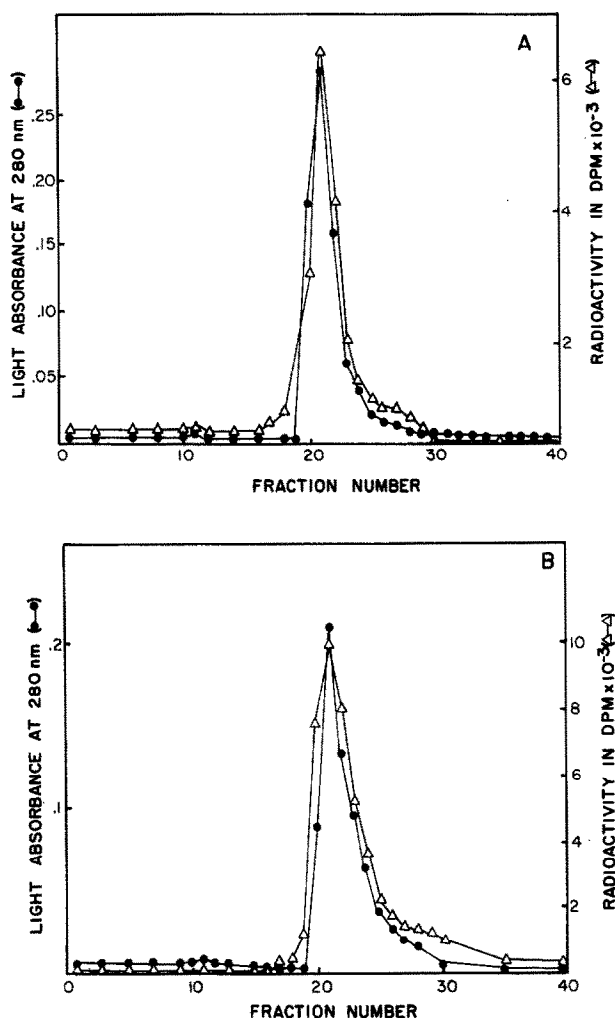 A
LIGHT ABSORBANCE AT 280 nm (●—●)
.25
.20
.15
.10
.05
RADIOACTIVITY IN DPM x 10-3 (△-△)
6
4
2
0 10 20 30 40
FRACTION NUMBER
B
LIGHT ABSORBANCE AT 280 nm (●—●)
.2
.1
RADIOACTIVITY IN DPM x 10-3 (△-△)
10
8
6
4
2
0 10 20 30 40
FRACTION NUMBER